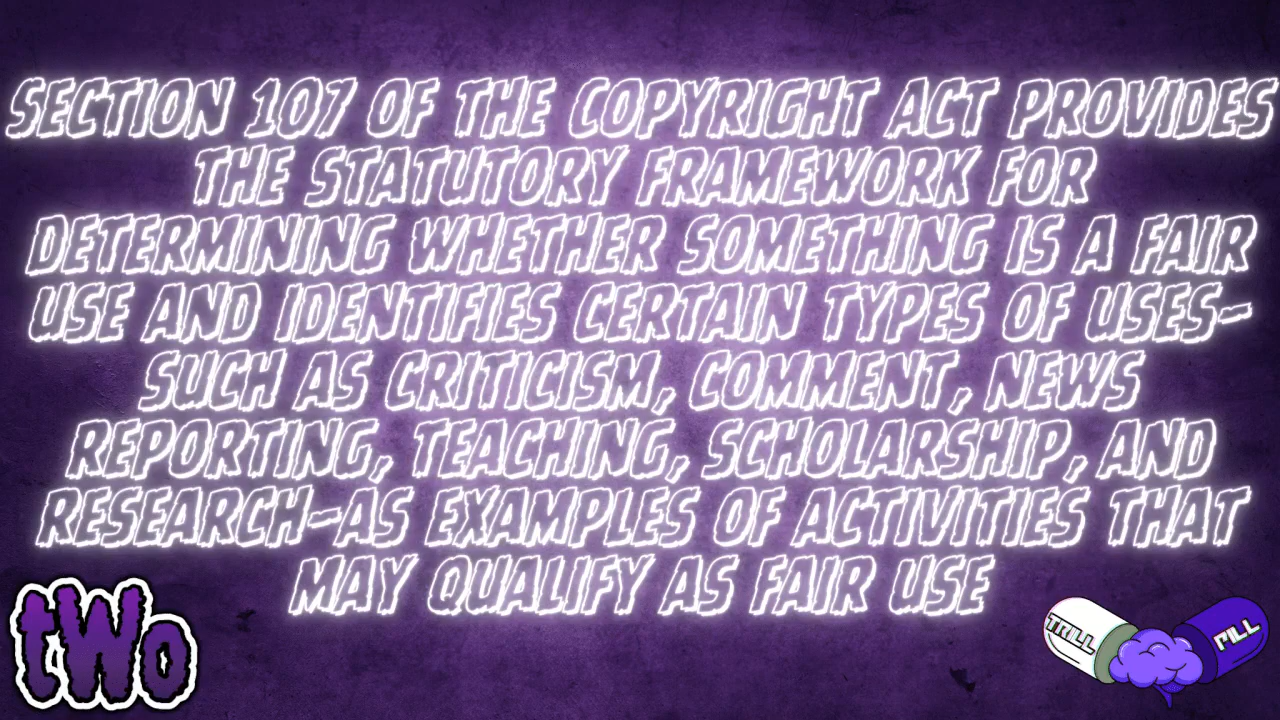 SECTION 107 OF THE COPYRIGHT ACT PROVIDES
THE STATUTORY FRAMEWORK FOR
DETERMINING WHETHER SOMETHING IS A FAIR
USE AND IDENTIFIES CERTAIN TYPES OF USES-
SUCH AS CRITICISM, COMMENT, NEWS
REPORTING, TEACHING, SCHOLARSHIP, AND
RESEARCH-AS EXAMPLES OF ACTIVITIES THAT
MAY QUALIFY AS FAIR USE
tWo
TRILL
PILL